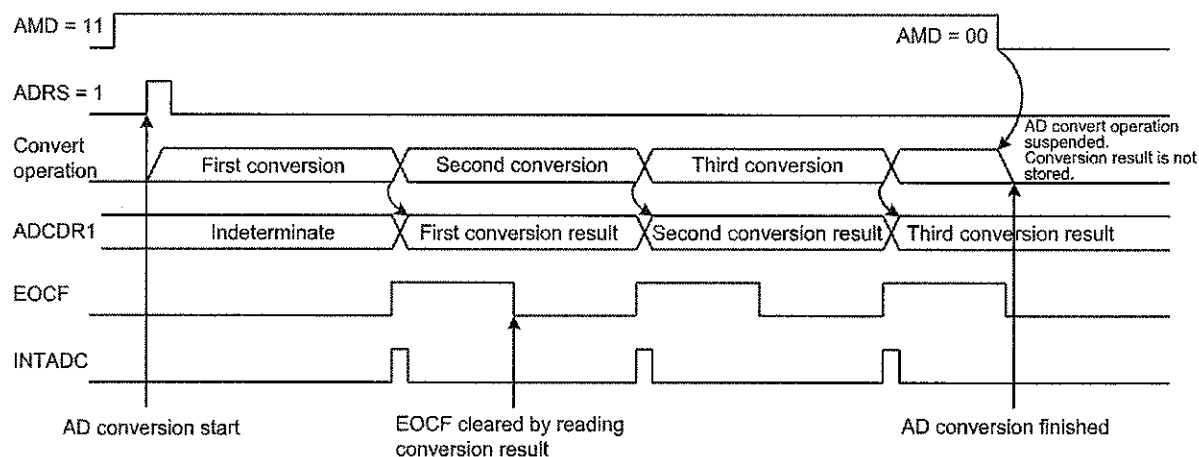 AMD = 11
AMD = 00
ADRS = 1
AD convert operation
suspended.
Conversion result is not
stored.
Convert
operation
First conversion
Second conversion
Third conversion
ADCDR1
Indeterminate
First conversion result
Second conversion result
Third conversion result
EOCF
INTADC
AD conversion start
EOCF cleared by reading
conversion result
AD conversion finished